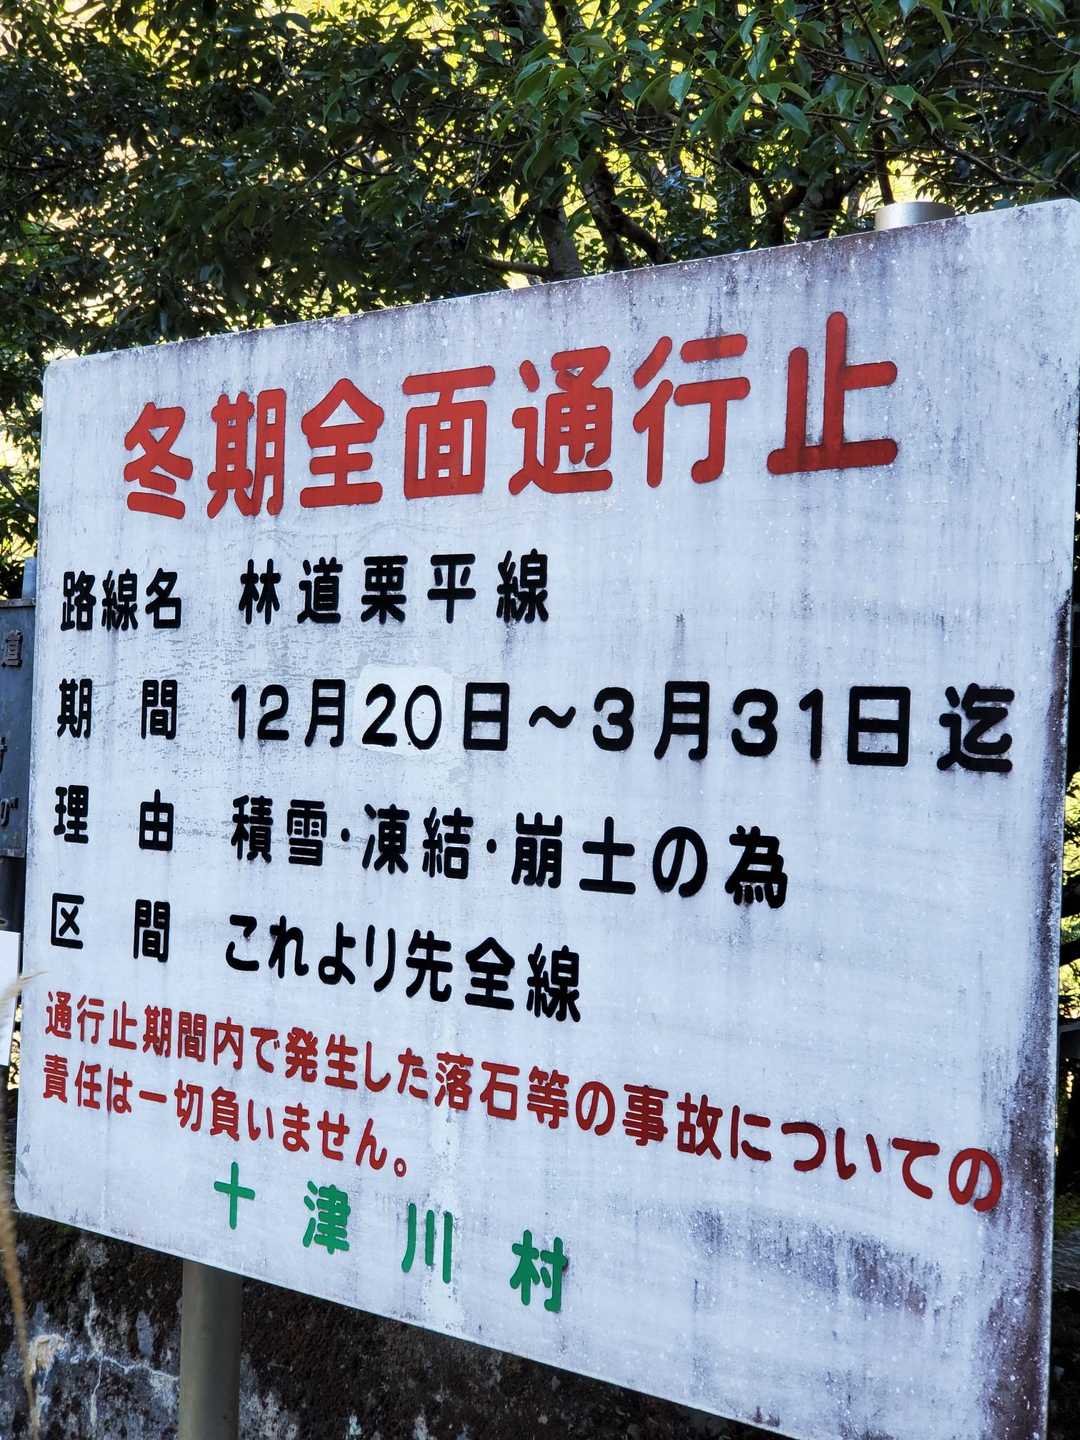 冬期全面通行止
路線名 林道栗平線
期間 12月20日～3月31日迄
理由 積雪・凍結・崩土の為
区間 これより先全線
通行止期間内で発生した落石等の事故についての
責任は一切負いません。
十津川村